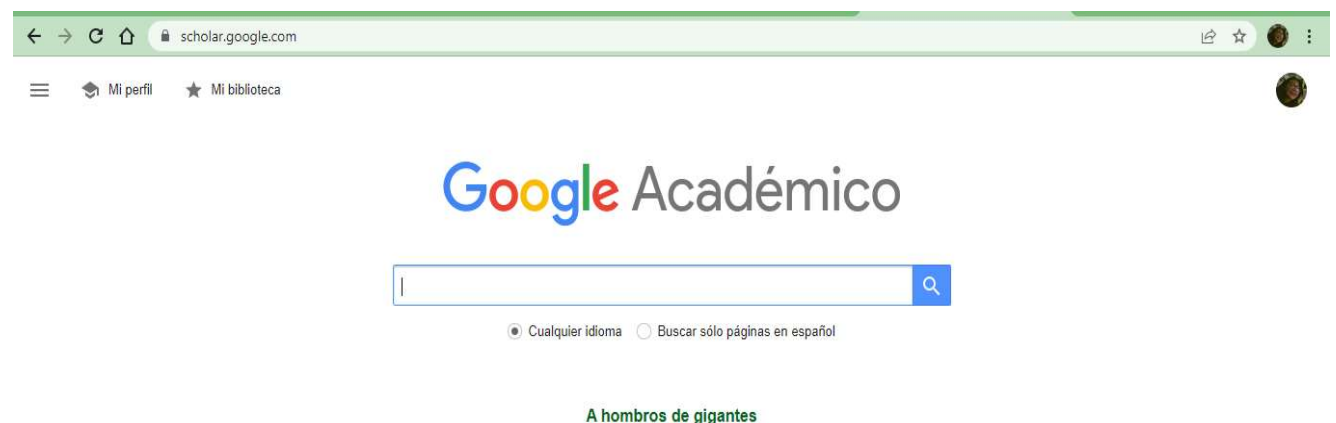 scholar.google.com
Mi perfil Mi biblioteca
Google Académico
Cualquier idioma Buscar sólo páginas en español
A hombros de gigantes